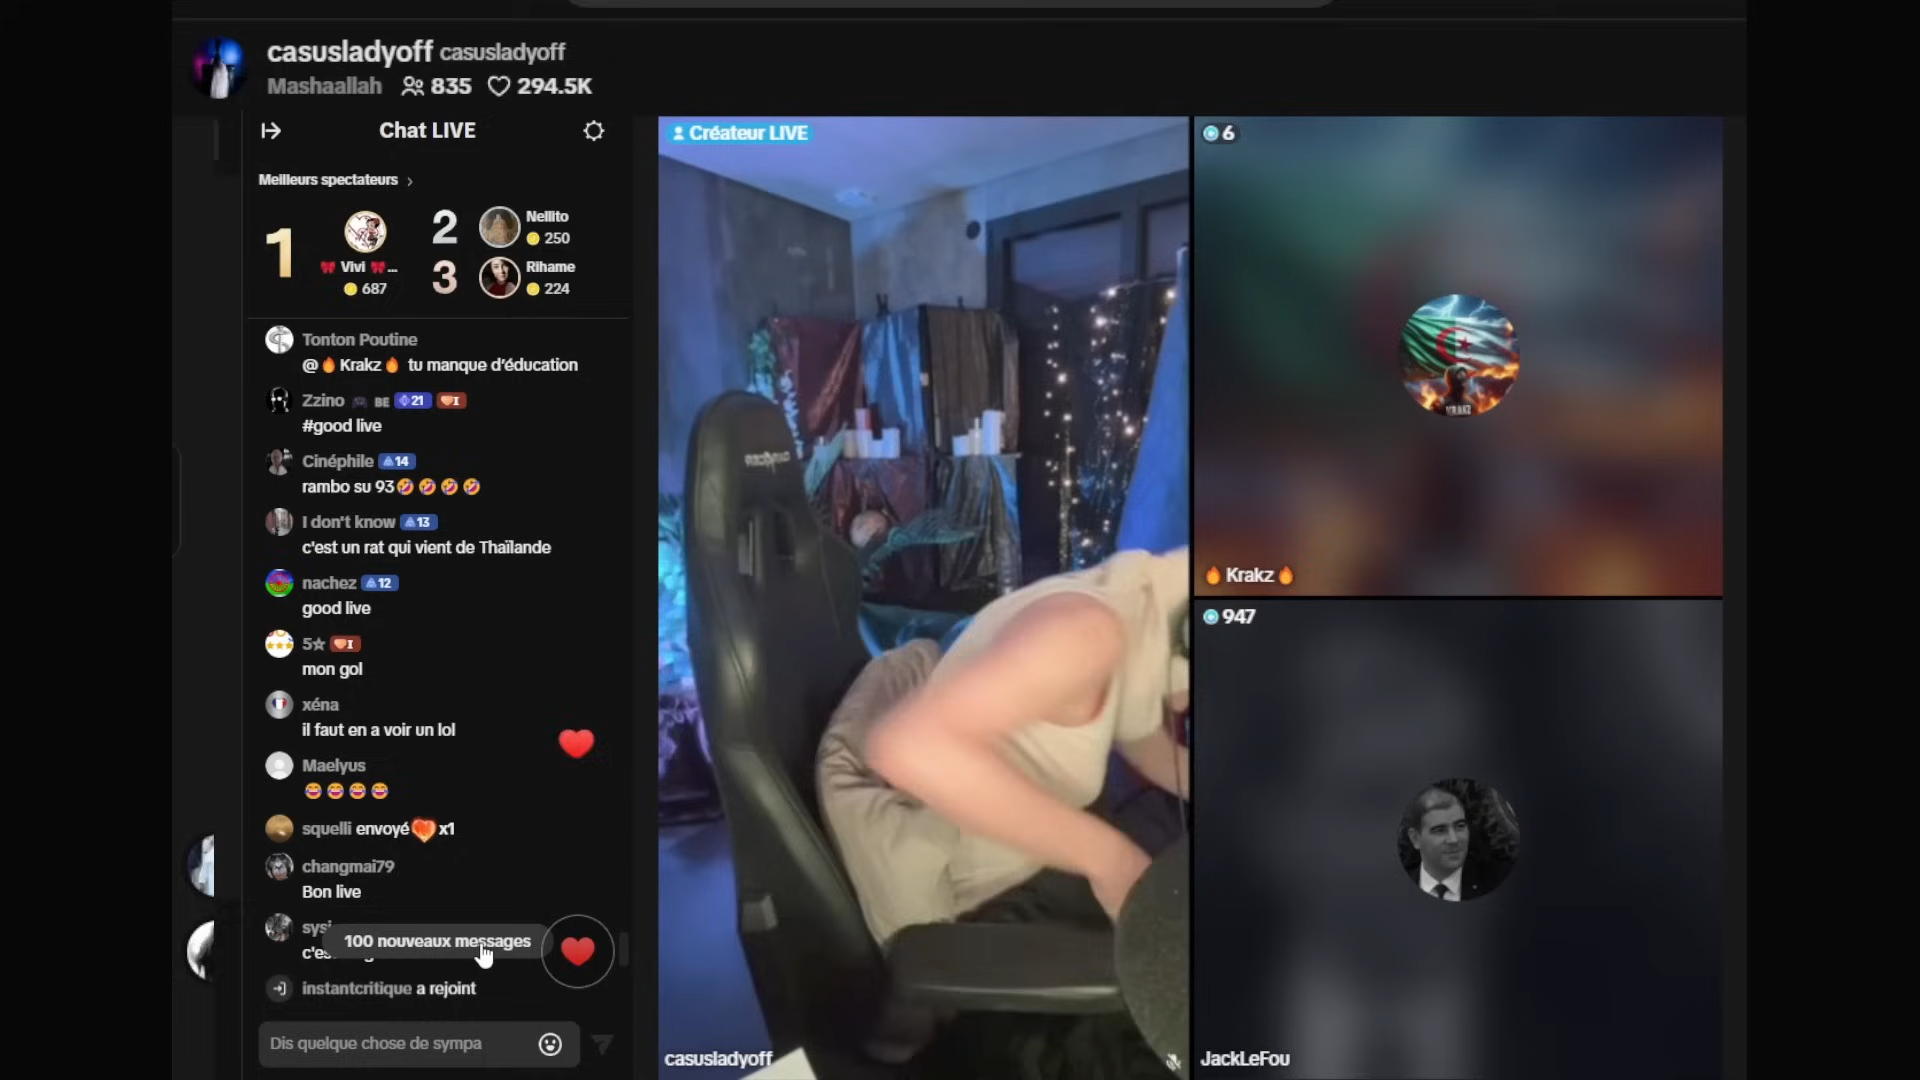 casusladyoff casusladyoff
Mashaallah 835 294.5K
Chat LIVE
Meilleurs spectateurs >
1
Vivi ...
687
2
Nellito
250
3
Rihame
224
Tonton Poutine
@🔥Krakz🔥 tu manque d'éducation
Zzino 🎮 BE 21 I
#good live
Cinéphile 14
rambo su 93🤣🤣🤣🤣
I don't know 13
c'est un rat qui vient de Thaïlande
nachez 12
good live
5☆ I
mon gol
xéna
il faut en a voir un lol
Maelyus
😂😂😂😂
squelli envoyé x1
changmai79
Bon live
100 nouveaux messages
instantcritique a rejoint
Dis quelque chose de sympa
Créateur LIVE
casusladyoff
6
KRAKZ
🔥Krakz🔥
947
JackLeFou